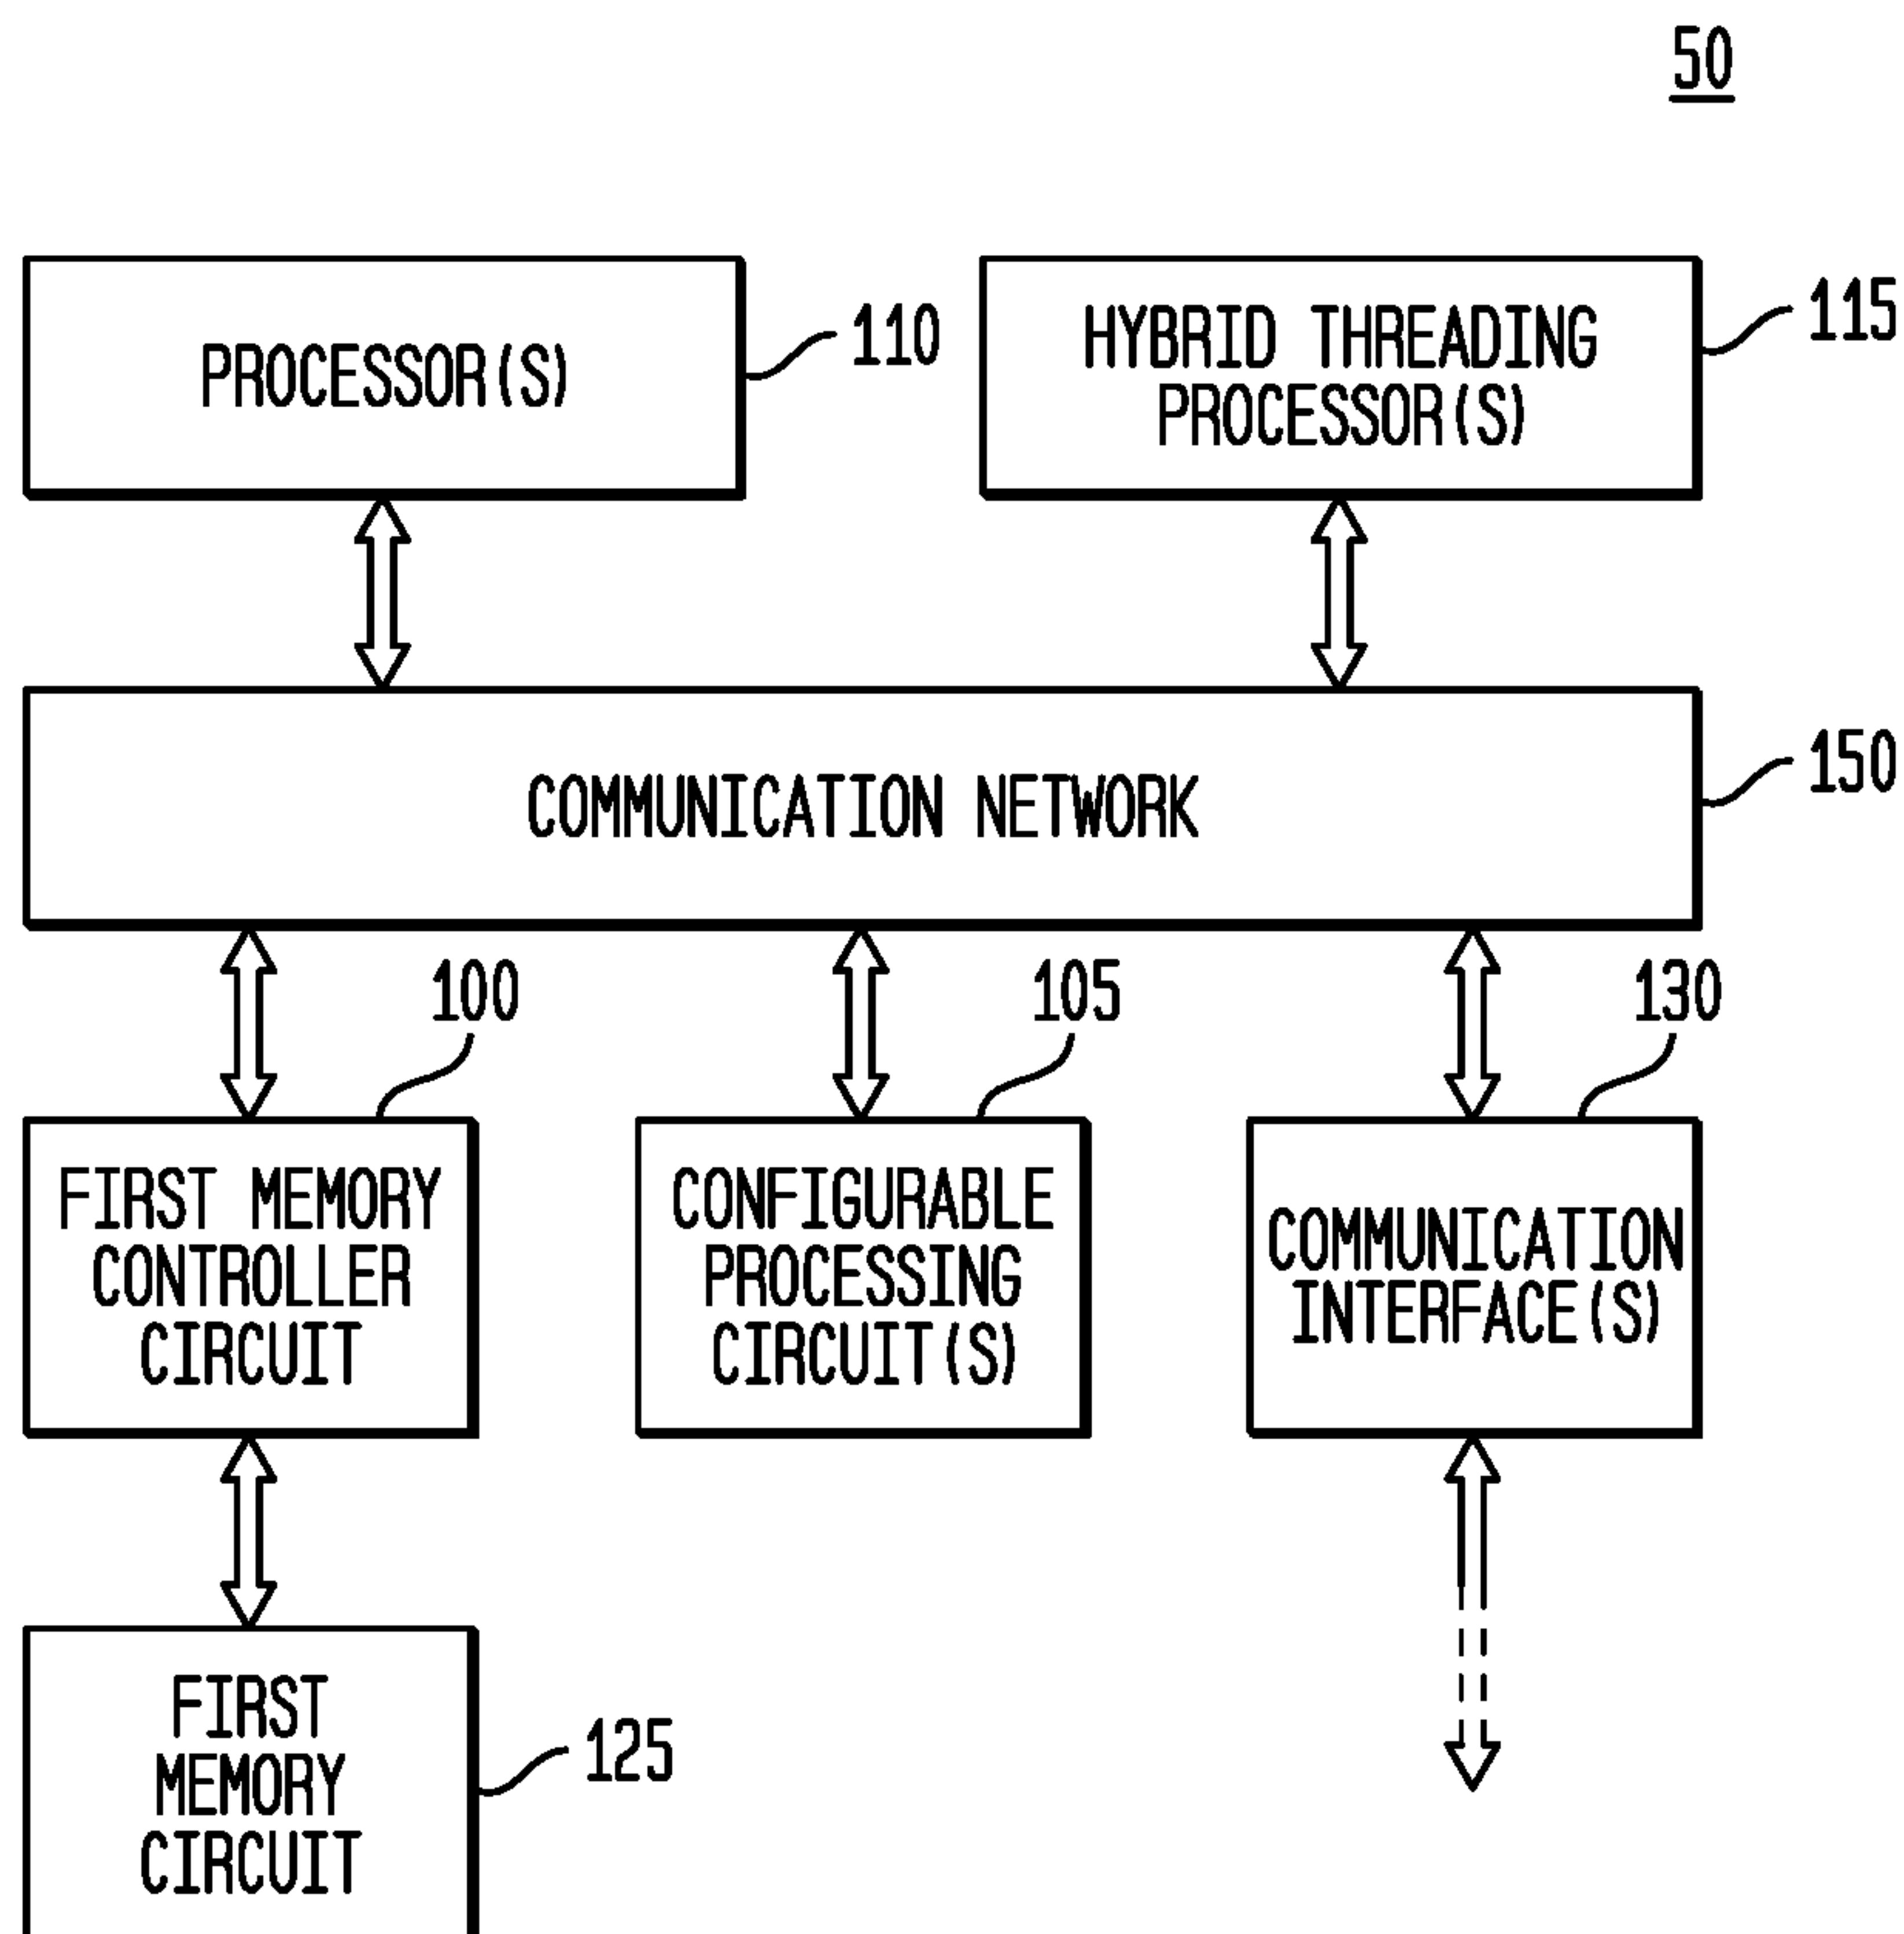 50
PROCESSOR(S)
110
HYBRID THREADING
PROCESSOR(S)
115
COMMUNICATION NETWORK
150
100
105
130
FIRST MEMORY
CONTROLLER
CIRCUIT
CONFIGURABLE
PROCESSING
CIRCUIT(S)
COMMUNICATION
INTERFACE(S)
FIRST
MEMORY
CIRCUIT
125